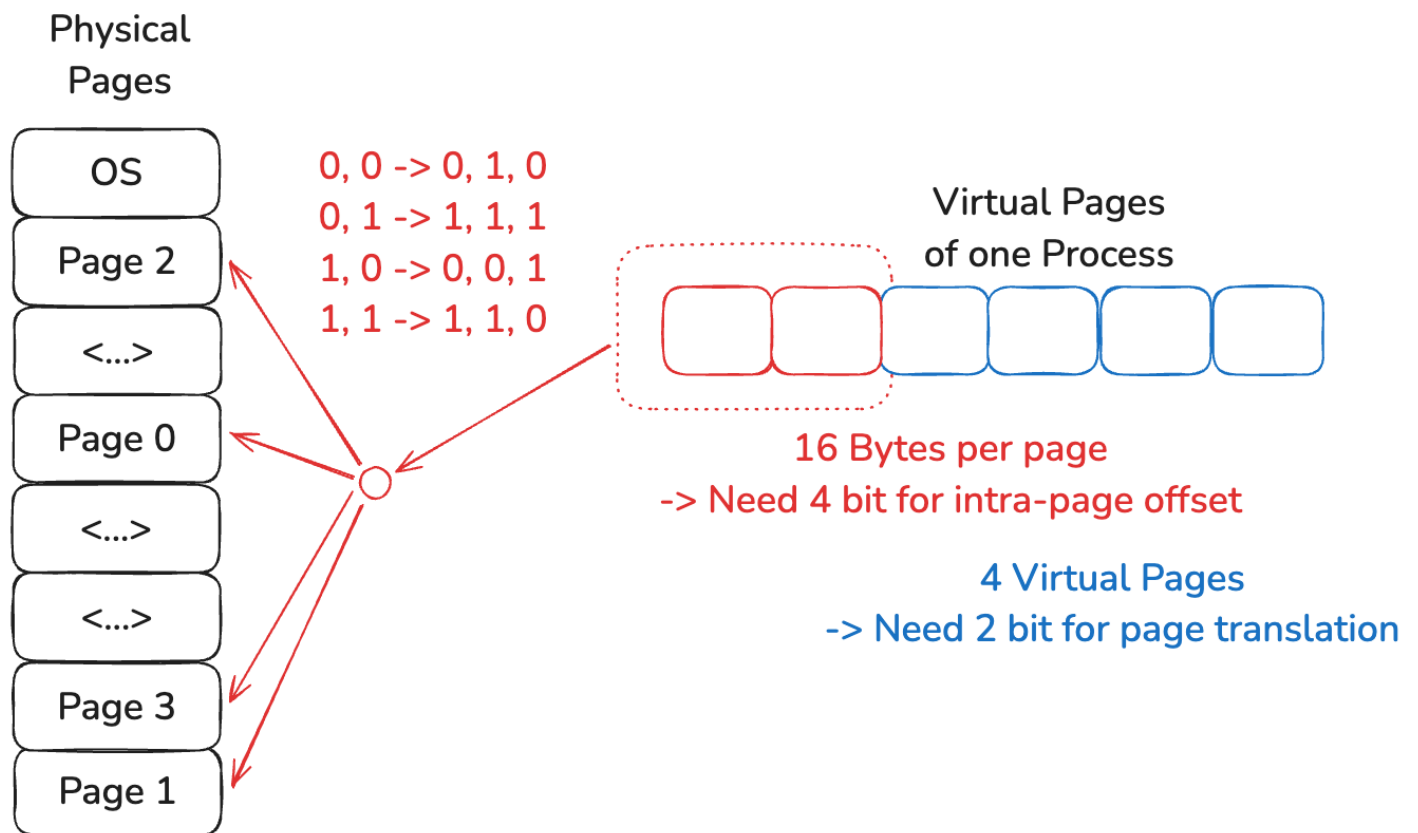 Physical
Pages
OS
Page 2
<...>
Page 0
<...>
<...>
Page 3
Page 1
0, 0 -> 0, 1, 0
0, 1 -> 1, 1, 1
1, 0 -> 0, 0, 1
1, 1 -> 1, 1, 0
Virtual Pages
of one Process
16 Bytes per page
-> Need 4 bit for intra-page offset
4 Virtual Pages
-> Need 2 bit for page translation